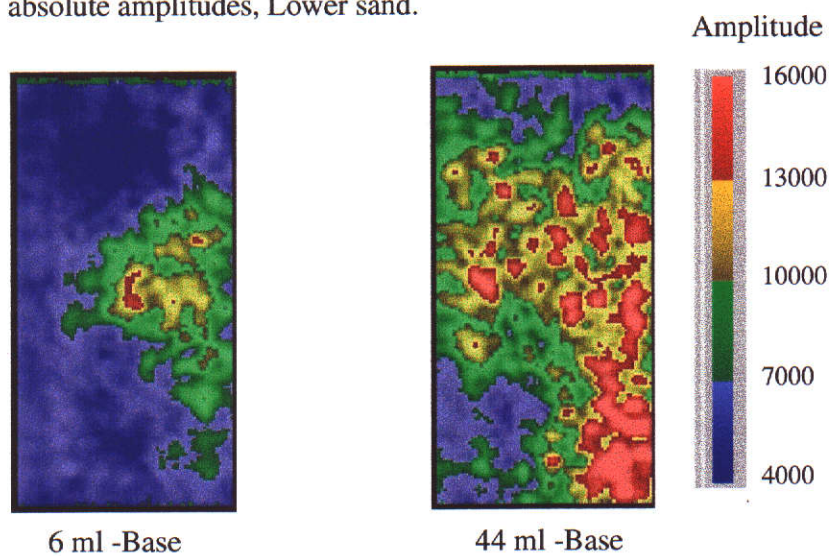 absolute amplitudes, Lower sand.
Amplitude
16000
13000
10000
7000
4000
6 ml -Base
44 ml -Base